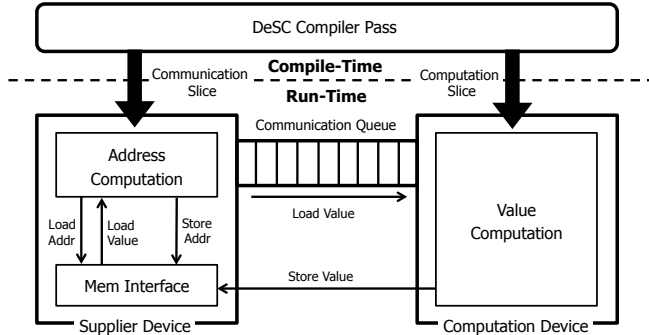 DeSC Compiler Pass
Communication
Slice
Compile-Time
Computation
Slice
Run-Time
Communication Queue
Address
Computation
Load
Addr
Load
Value
Store
Addr
Load Value
Value
Computation
Mem Interface
Store Value
Supplier Device
Computation Device